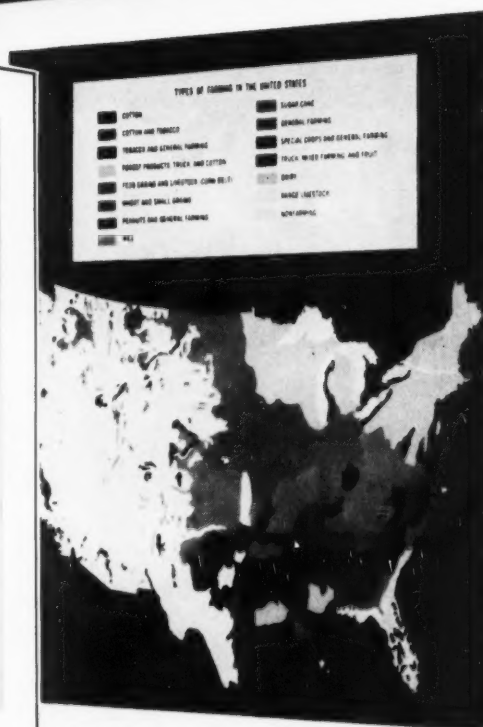 TYPES OF FARMING IN THE UNITED STATES
COTTON
COTTON AND TOBACCO
TOBACCO AND GENERAL FARMING
FOREST PRODUCTS, TRUCK, AND COTTON
FEED GRAINS AND LIVESTOCK (CORN BELT)
WHEAT AND SMALL GRAINS
PEANUTS AND GENERAL FARMING
RICE
SUGAR CANE
GENERAL FARMING
SPECIAL CROPS AND GENERAL FARMING
TRUCK, MIXED FARMING AND FRUIT
DAIRY
RANGE LIVESTOCK
NONFARMING